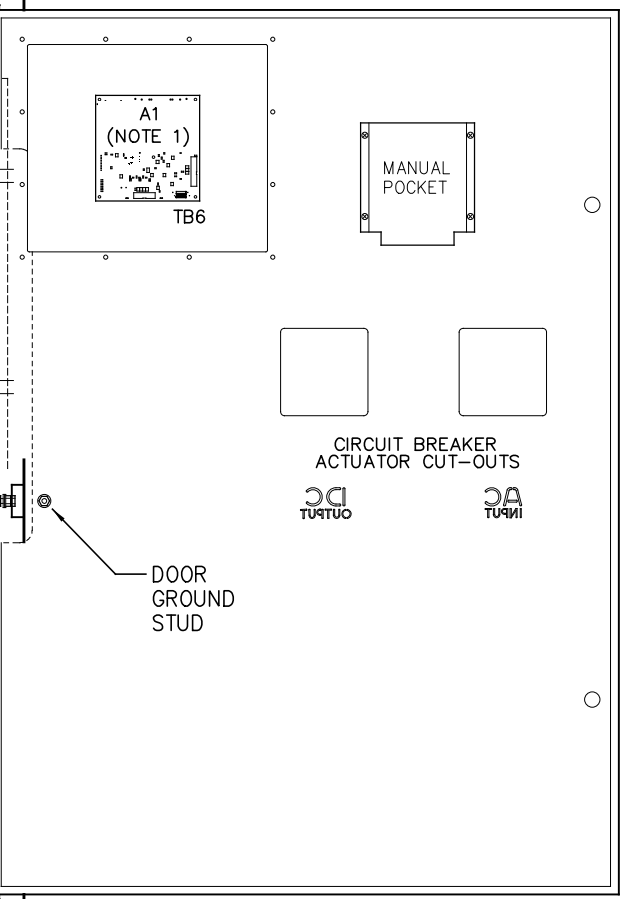 A1
(NOTE 1)
TB6
MANUAL
POCKET
CIRCUIT BREAKER
ACTUATOR CUT-OUTS
DC
OUTPUT
AC
INPUT
DOOR
GROUND
STUD